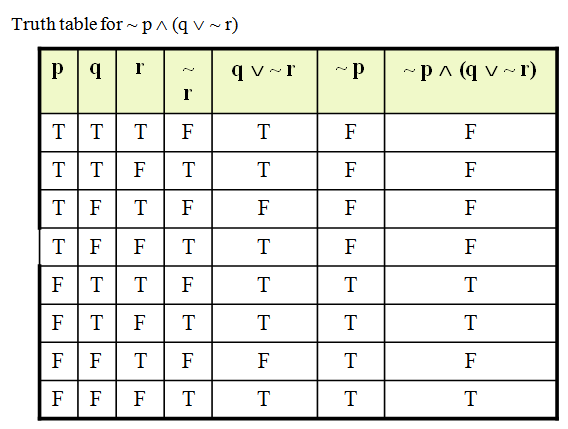 Truth table for ~ p ∧ (q ∨ ~ r)
p q r ~ r q ∨ ~ r ~ p ~ p ∧ (q ∨ ~ r)
T T T F T F F
T T F T T F F
T F T F F F F
T F F T T F F
F T T F T T T
F T F T T T T
F F T F F T F
F F F T T T T